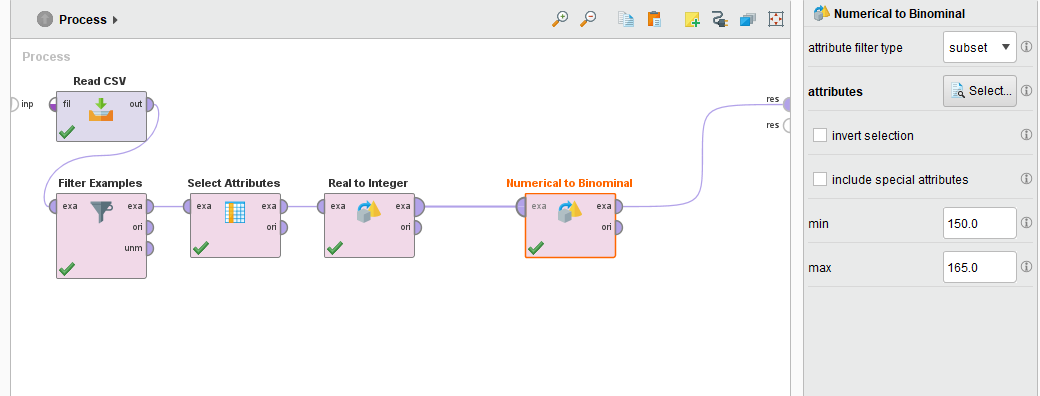 Process
Process
Read CSV
inp
fil
out
Filter Examples
exa
exa
ori
unm
Select Attributes
exa
exa
ori
Real to Integer
exa
exa
ori
Numerical to Binominal
exa
exa
ori
res
res
Numerical to Binominal
attribute filter type
subset
attributes
Select...
invert selection
include special attributes
min
150.0
max
165.0